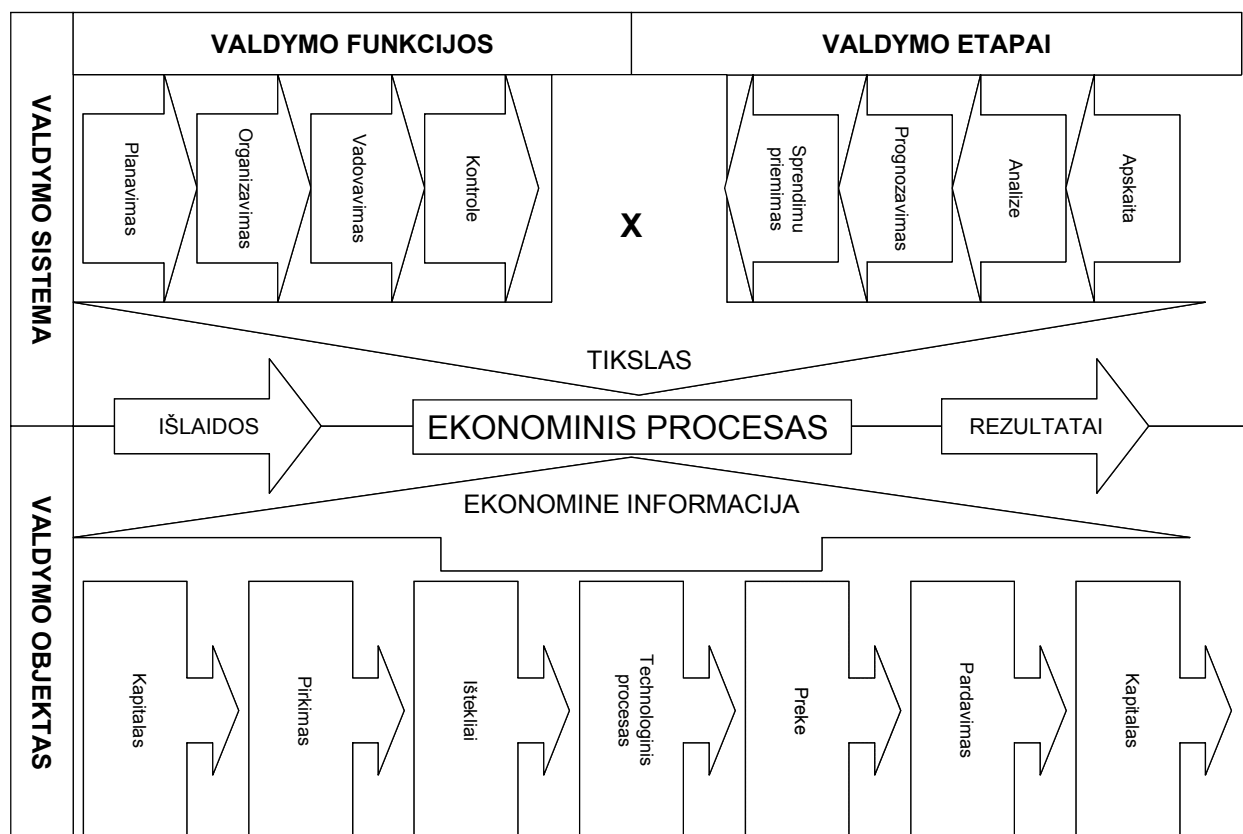 VALDYMO FUNKCIJOS
VALDYMO ETAPAI
VALDYMO SISTEMA
Planavimas
Organizavimas
Vadovavimas
Kontrole
X
Sprendimu
priemimas
Prognozavimas
Analize
Apskaita
TIKSLAS
IŠLAIDOS
EKONOMINIS PROCESAS
REZULTATAI
EKONOMINE INFORMACIJA
VALDYMO OBJEKTAS
Kapitalas
Pirkimas
Ištekliai
Technologinis
procesas
Preke
Pardavimas
Kapitalas